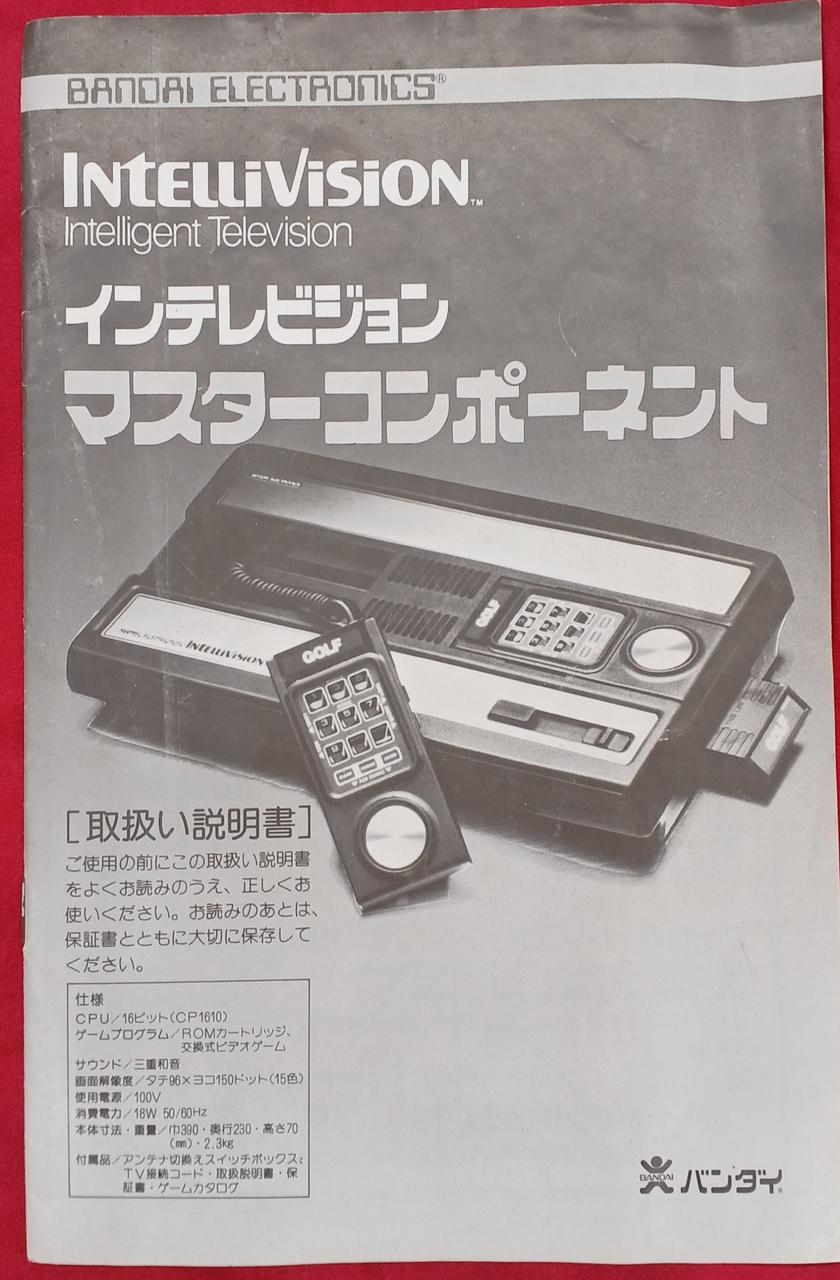 BANDAI ELECTRONICS®
INTELLIVISION™
Intelligent Television
インテレビジョン
マスターコンポーネント
INTELLIVISION
GOLF
GOLF
GOLF
[取扱い説明書]
ご使用の前にこの取扱い説明書
をよくお読みのうえ、正しくお
使いください。お読みのあとは、
保証書とともに大切に保存して
ください。
仕様
CPU/16ビット(CP1610)
ゲームプログラム/ROMカートリッジ、
交換式ビデオゲーム
サウンド/三重和音
画面解像度/タテ96×ヨコ150ドット(15色)
使用電源/100V
消費電力/18W 50/60Hz
本体寸法・重量/巾390・奥行230・高さ70
(mm)・2.3kg
付属品/アンテナ切換えスイッチボックス・
TV接続コード・取扱説明書・保
証書・ゲームカタログ
BANDAI バンダイ